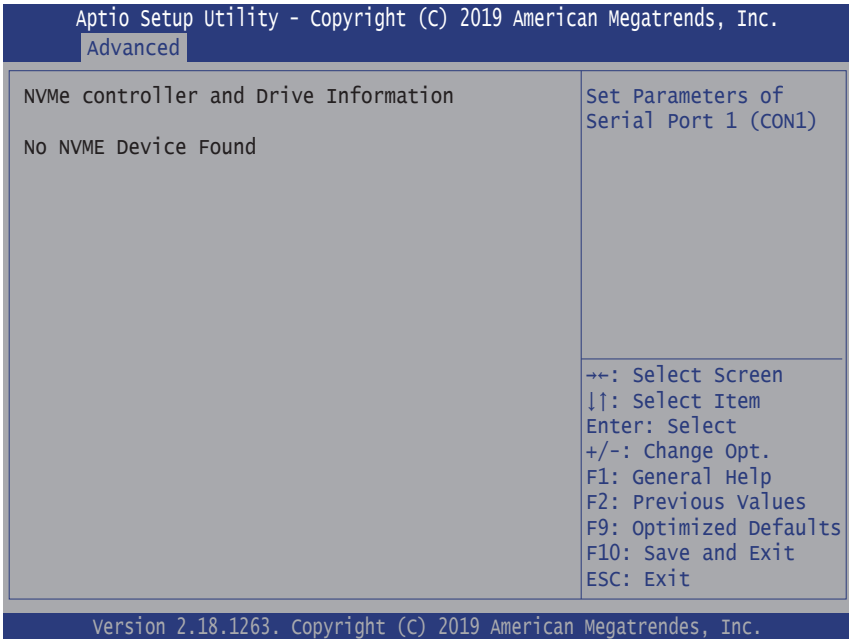 Aptio Setup Utility - Copyright (C) 2019 American Megatrends, Inc.
Advanced
NVMe controller and Drive Information
No NVME Device Found
Set Parameters of
Serial Port 1 (CON1)
→←: Select Screen
↓↑: Select Item
Enter: Select
+/-: Change Opt.
F1: General Help
F2: Previous Values
F9: Optimized Defaults
F10: Save and Exit
ESC: Exit
Version 2.18.1263. Copyright (C) 2019 American Megatrendes, Inc.